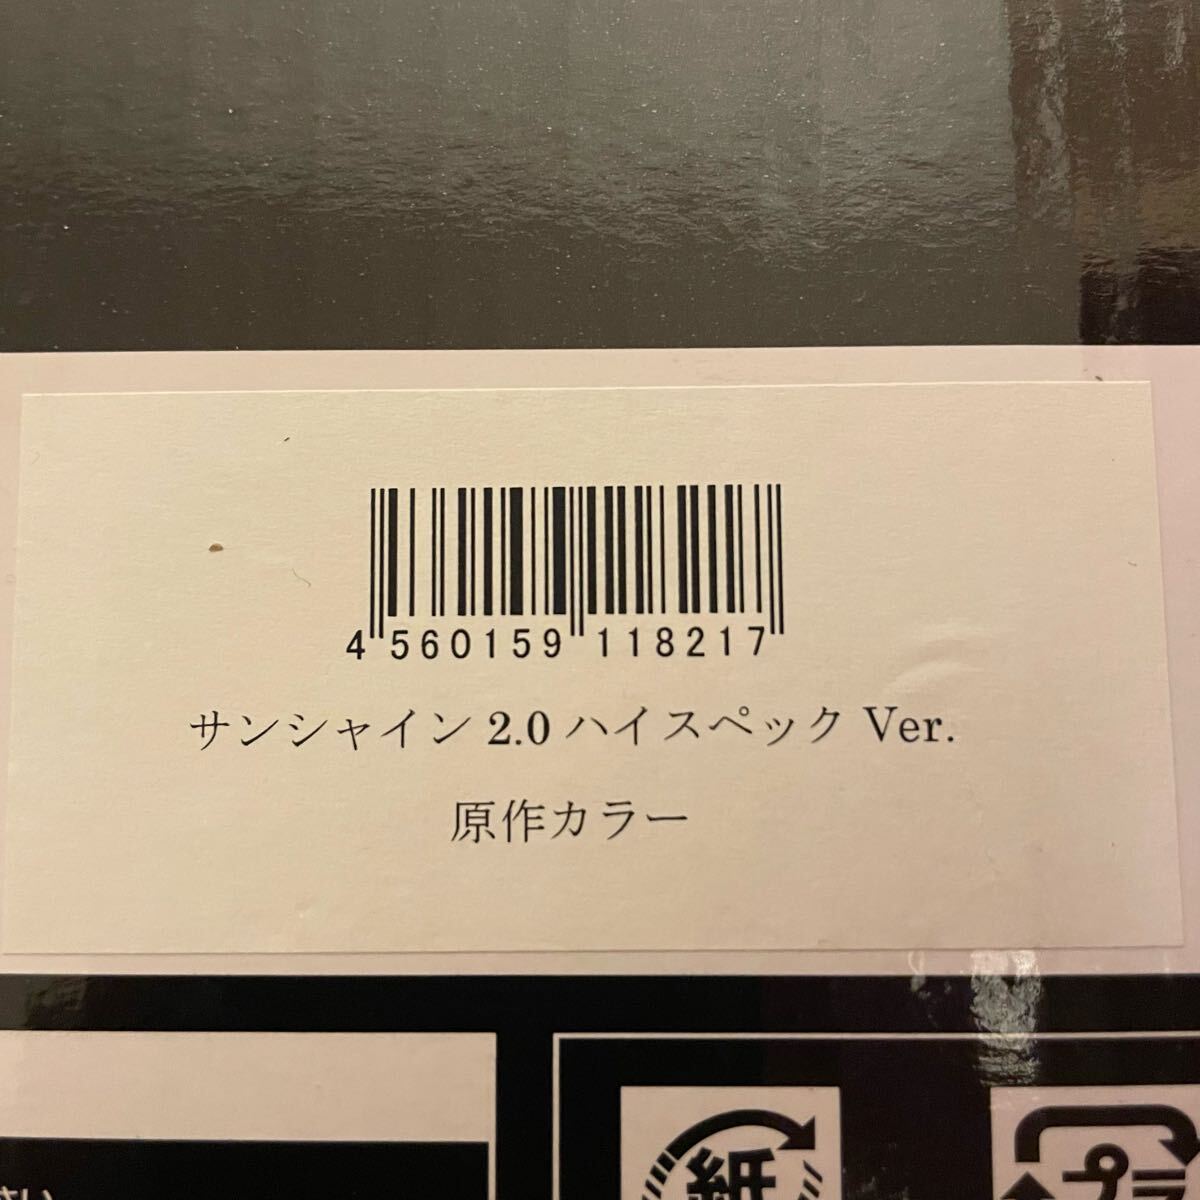 4 560159 118217
サンシャイン 2.0 ハイスペック Ver.
原作カラー
紙
プラ